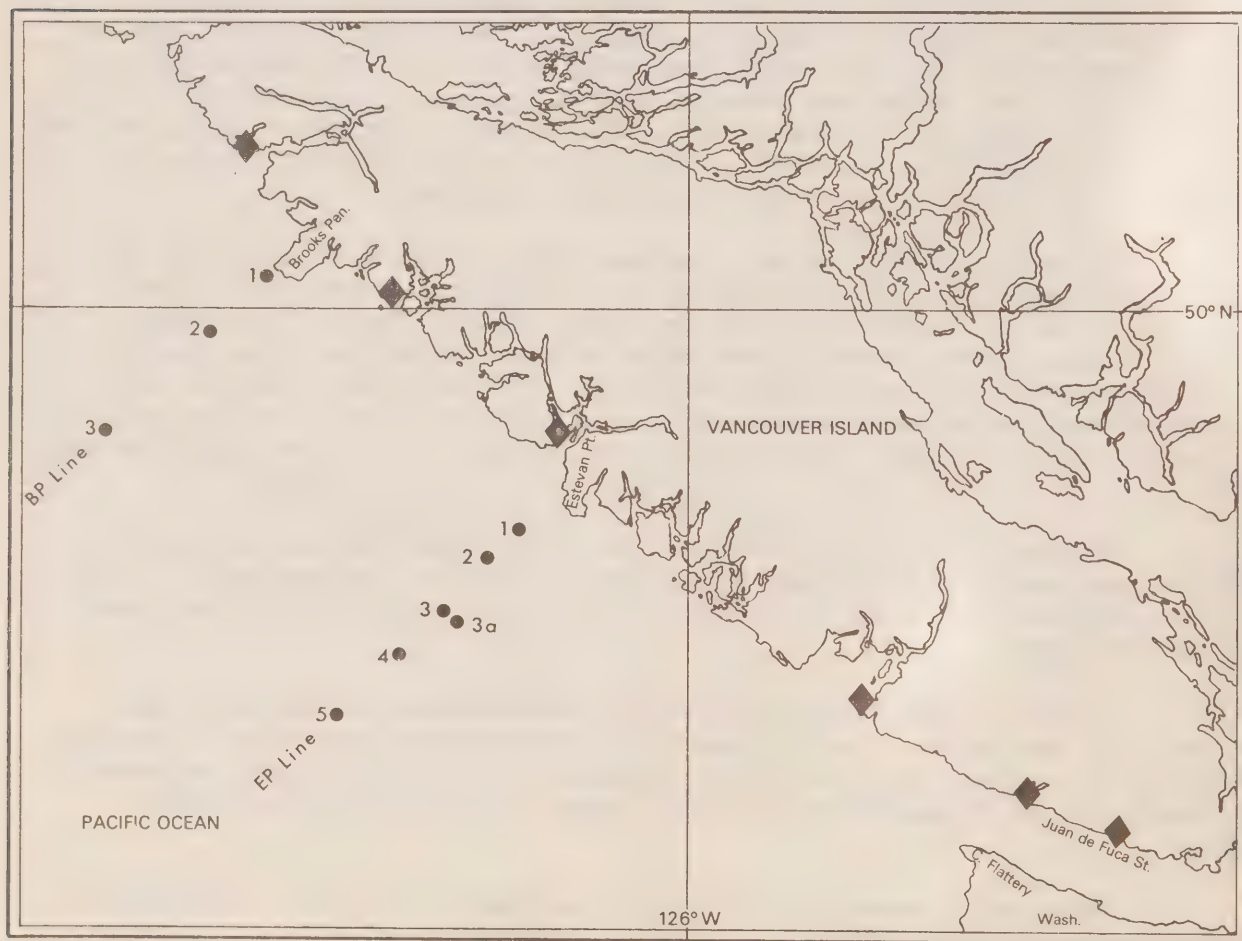 Brooks Pan.
1
2
50° N
3
BP Line
VANCOUVER ISLAND
Estevan Pt.
1
2
3
3a
4
5
EP Line
PACIFIC OCEAN
Juan de Fuca St.
C. Flattery
126° W
Wash.